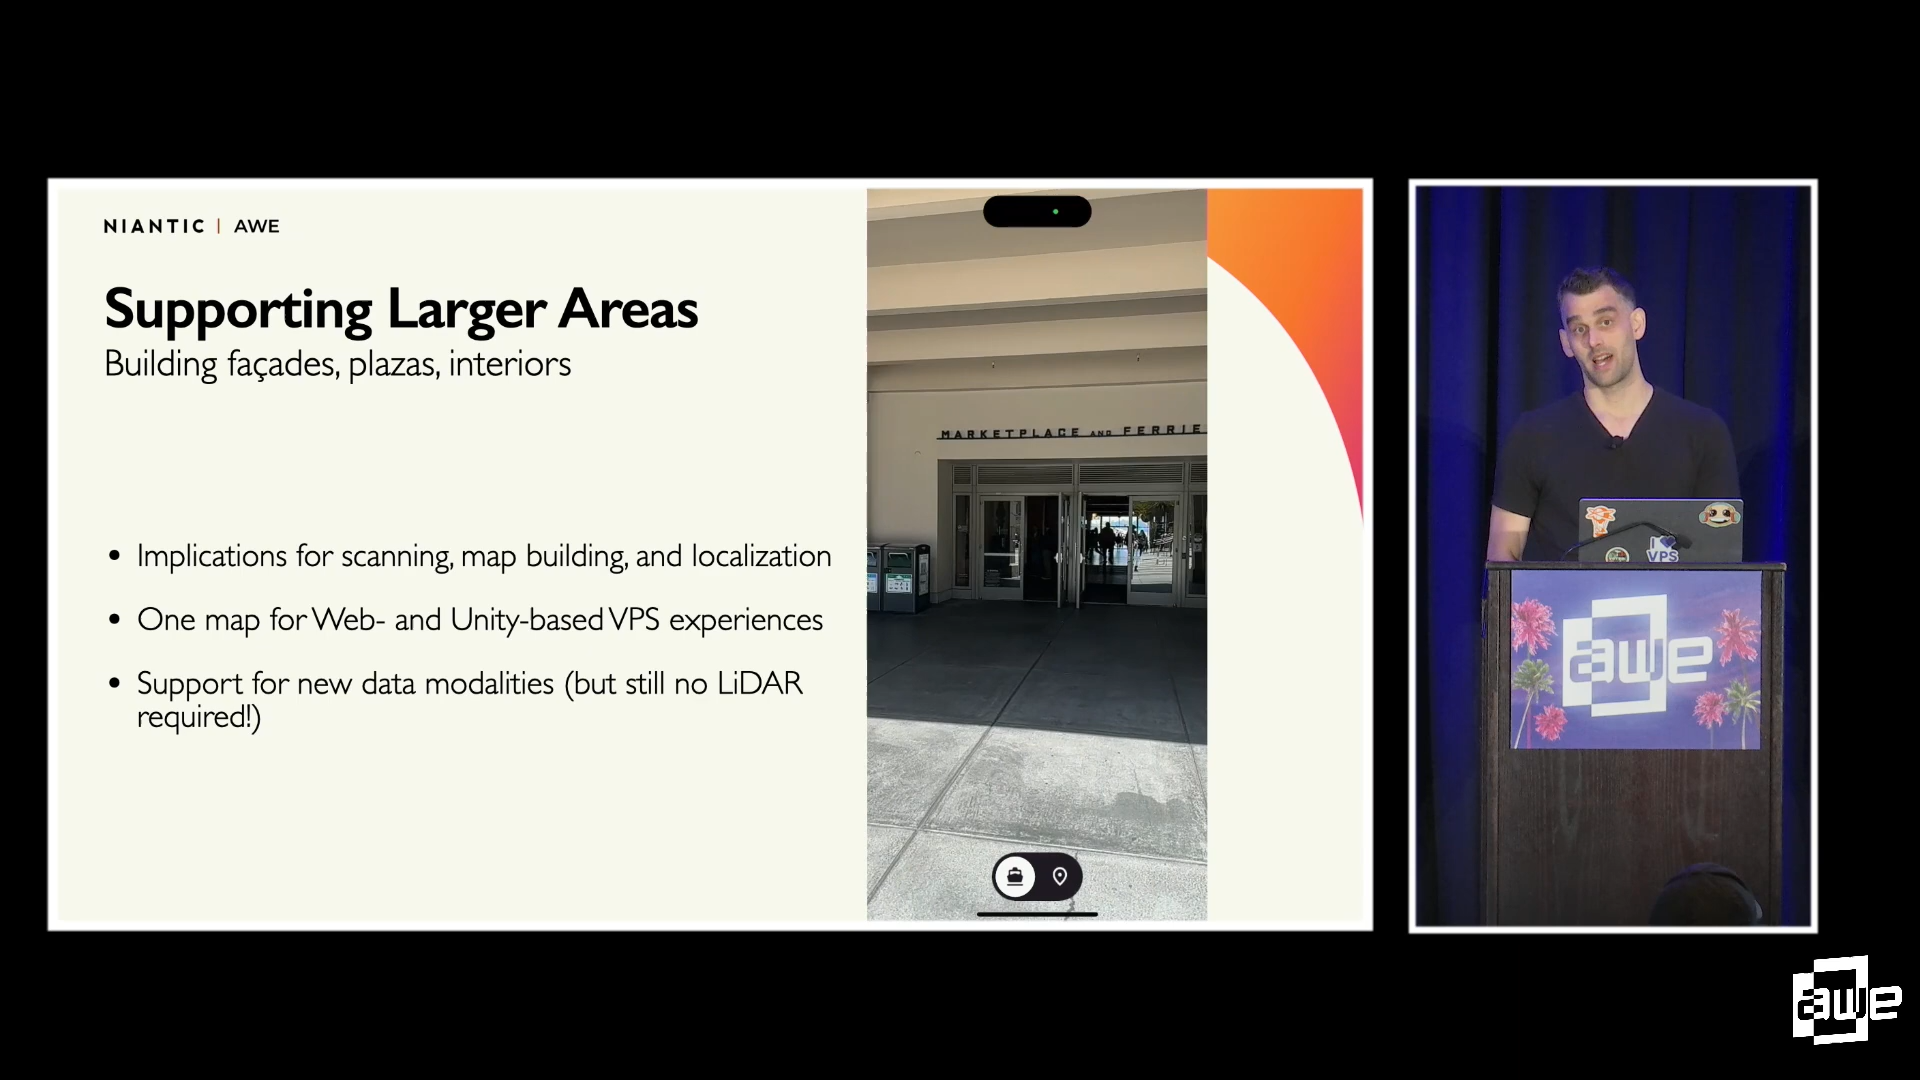 NIANTIC | AWE
Supporting Larger Areas
Building façades, plazas, interiors
• Implications for scanning, map building, and localization
• One map for Web- and Unity-based VPS experiences
• Support for new data modalities (but still no LiDAR
required!)
MARKETPLACE AND FERRIE
I
VPS
awe
awe